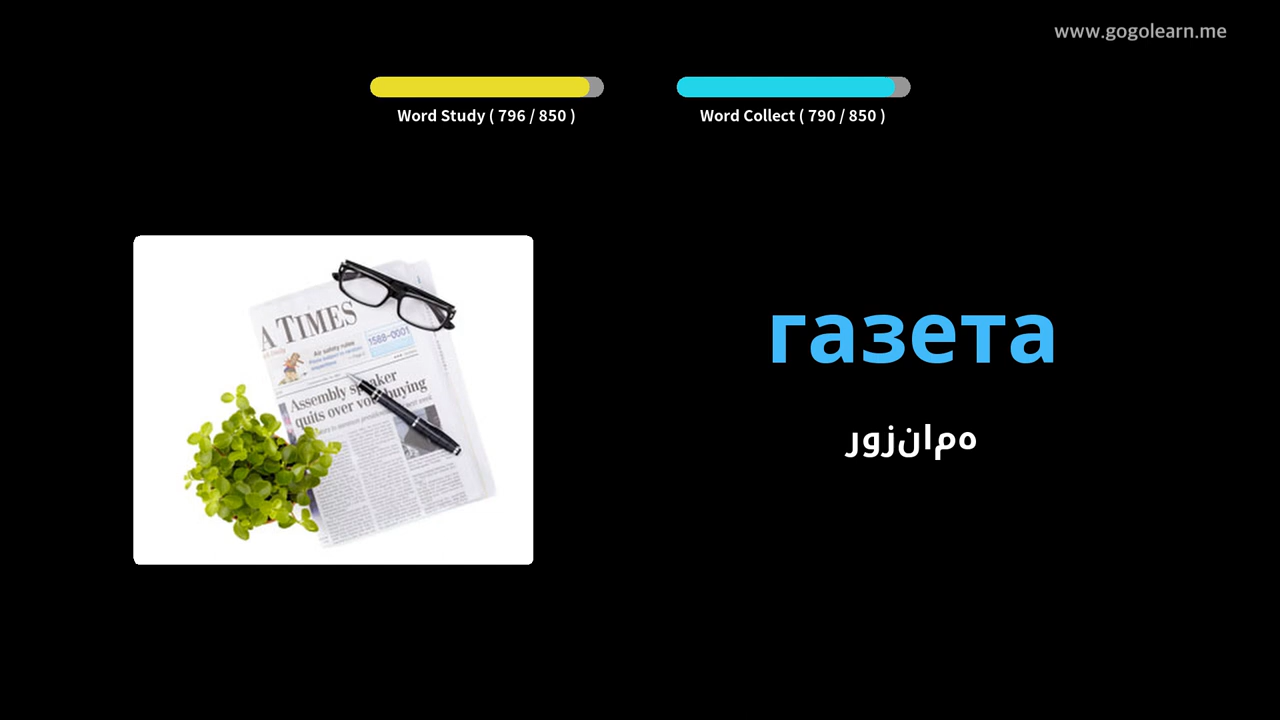 www.gogolearn.me
Word Study ( 796 / 850 )
Word Collect ( 790 / 850 )
A TIMES
Air safety rules
1588-0001
Assembly speaker
quits over vote buying
газета
روزنامه